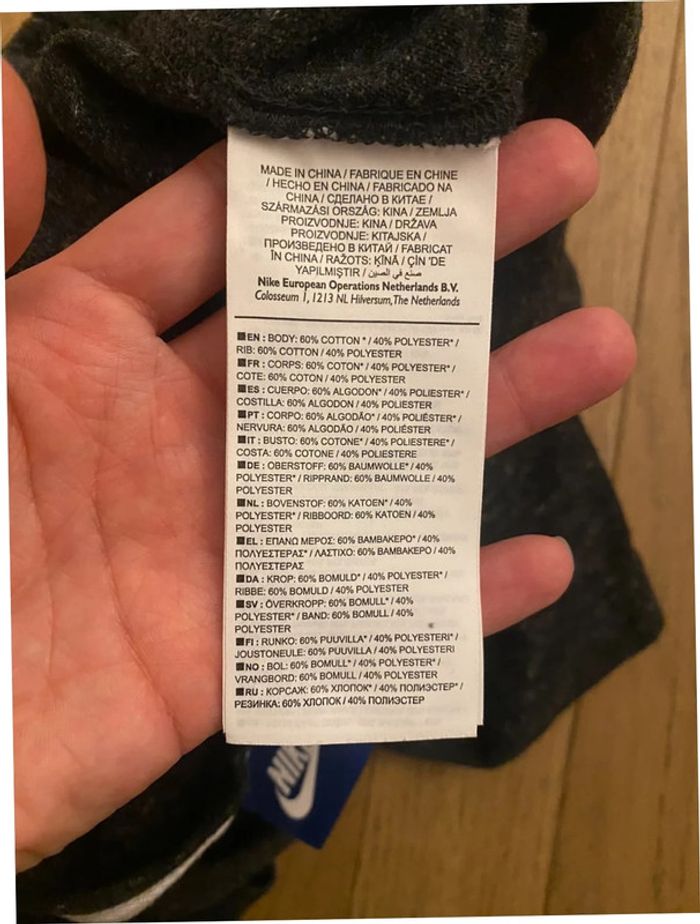 MADE IN CHINA / FABRIQUE EN CHINE
/ HECHO EN CHINA / FABRICADO NA
CHINA / СДЕЛАНО В КИТАЕ /
SZÁRMAZÁSI ORSZÁG: KINA / ZEMLJA
PROIZVODNJE: KINA / DRŽAVA
PROIZVODNJE: KITAJSKA /
ПРОИЗВЕДЕНО В КИТАЙ / FABRICAT
ÎN CHINA / RAŽOTS: ĶĪNĀ / ÇİN 'DE
YAPILMIŞTIR / صنع في الصين
Nike European Operations Netherlands B.V.
Colosseum 1, 1213 NL Hilversum, The Netherlands
EN : BODY: 60% COTTON * / 40% POLYESTER* /
RIB: 60% COTTON / 40% POLYESTER
FR : CORPS: 60% COTON* / 40% POLYESTER* /
COTE: 60% COTON / 40% POLYESTER
ES : CUERPO: 60% ALGODON* / 40% POLIESTER* /
COSTILLA: 60% ALGODON / 40% POLIESTER
PT : CORPO: 60% ALGODÃO* / 40% POLIÉSTER* /
NERVURA: 60% ALGODÃO / 40% POLIÉSTER
IT : BUSTO: 60% COTONE* / 40% POLIESTERE* /
COSTA: 60% COTONE / 40% POLIESTERE
DE : OBERSTOFF: 60% BAUMWOLLE* / 40%
POLYESTER* / RIPPRAND: 60% BAUMWOLLE / 40%
POLYESTER
NL : BOVENSTOF: 60% KATOEN* / 40%
POLYESTER* / RIBBOORD: 60% KATOEN / 40%
POLYESTER
EL : ΕΠΑΝΩ ΜΕΡΟΣ: 60% ΒΑΜΒΑΚΕΡΟ* / 40%
ΠΟΛΥΕΣΤΕΡΑΣ* / ΛΑΣΤΙΧΟ: 60% ΒΑΜΒΑΚΕΡΟ / 40%
ΠΟΛΥΕΣΤΕΡΑΣ
DA : KROP: 60% BOMULD* / 40% POLYESTER* /
RIBBE: 60% BOMULD / 40% POLYESTER
SV : ÖVERKROPP: 60% BOMULL* / 40%
POLYESTER* / BAND: 60% BOMULL / 40%
POLYESTER
FI : RUNKO: 60% PUUVILLA* / 40% POLYESTERI* /
JOUSTONEULE: 60% PUUVILLA / 40% POLYESTERI
NO : BOL: 60% BOMULL* / 40% POLYESTER* /
VRANGBORD: 60% BOMULL / 40% POLYESTER
RU : КОРСАЖ: 60% ХЛОПОК* / 40% ПОЛИЭСТЕР* /
РЕЗИНКА: 60% ХЛОПОК / 40% ПОЛИЭСТЕР
NIKE